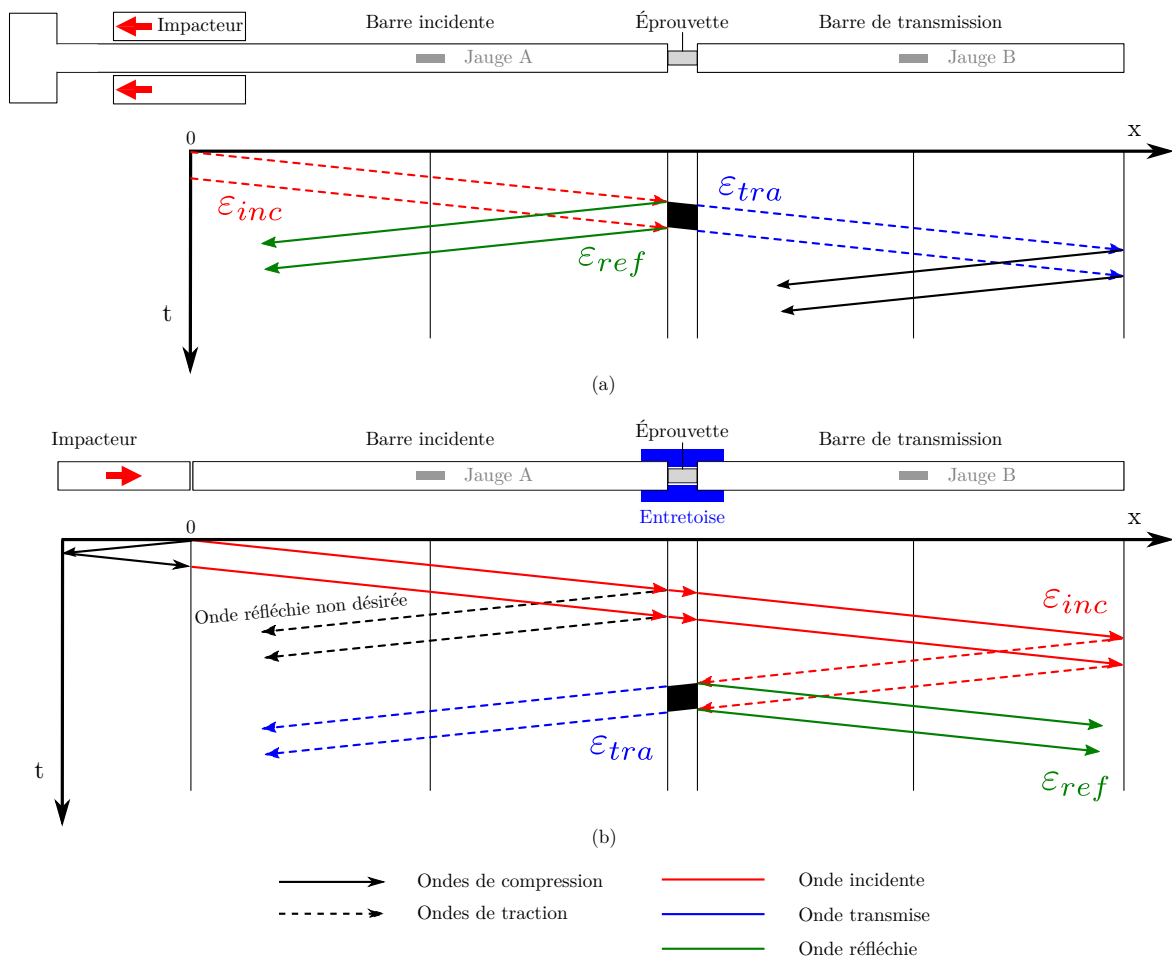 Impacteur
Barre incidente
Éprouvette
Barre de transmission
Jauge A
Jauge B
0
x
εinc
εtra
εref
t
(a)
Impacteur
Barre incidente
Éprouvette
Barre de transmission
Jauge A
Jauge B
Entretoise
0
x
Onde réfléchie non désirée
εinc
εtra
εref
t
(b)
Ondes de compression
Onde incidente
Ondes de traction
Onde transmise
Onde réfléchie